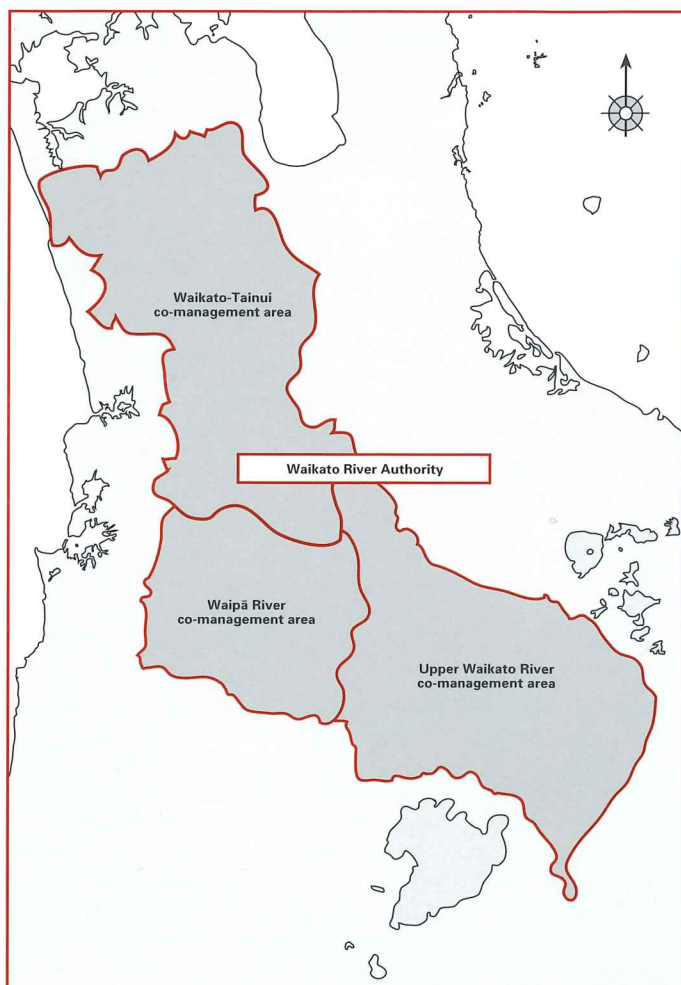 Waikato-Tainui
co-management area
Waikato River Authority
Waipā River
co-management area
Upper Waikato River
co-management area